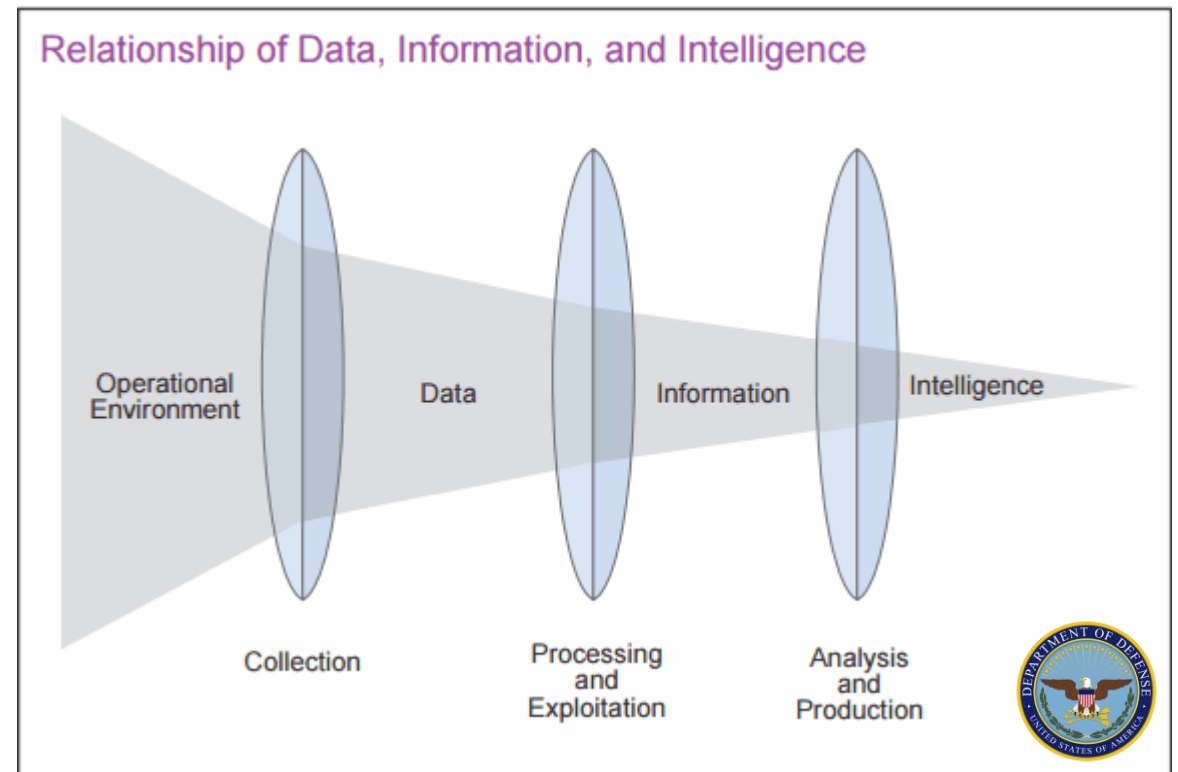 Relationship of Data, Information, and Intelligence
Operational
Environment
Data
Information
Intelligence
Collection
Processing
and
Exploitation
Analysis
and
Production
DEPARTMENT OF DEFENSE
UNITED STATES OF AMERICA